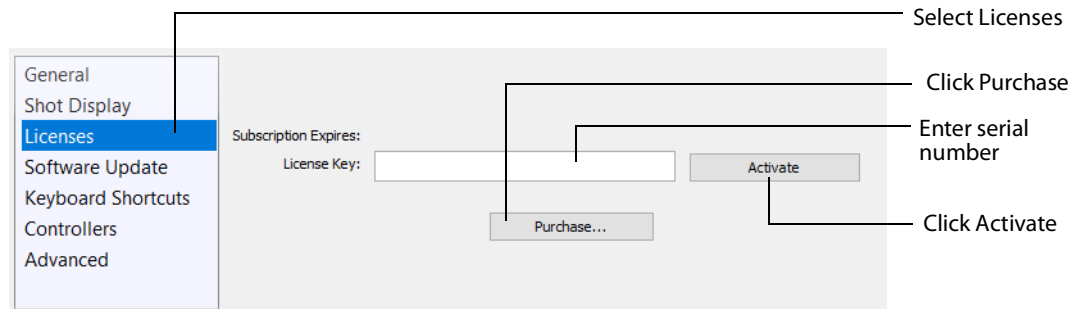 Select Licenses
General
Shot Display
Licenses
Software Update
Keyboard Shortcuts
Controllers
Advanced
Subscription Expires:
License Key:
Activate
Purchase...
Click Purchase
Enter serial
number
Click Activate